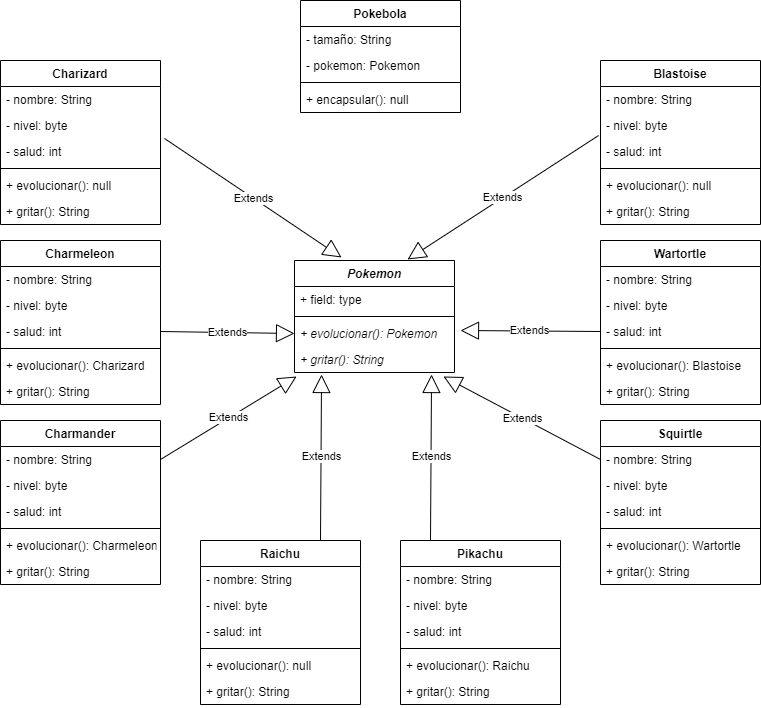 Pokebola
- tamaño: String
- pokemon: Pokemon
+ encapsular(): null
Charizard
- nombre: String
- nivel: byte
- salud: int
+ evolucionar(): null
+ gritar(): String
Blastoise
- nombre: String
- nivel: byte
- salud: int
+ evolucionar(): null
+ gritar(): String
Extends
Extends
Charmeleon
- nombre: String
- nivel: byte
- salud: int
+ evolucionar(): Charizard
+ gritar(): String
Extends
Pokemon
+ field: type
+ evolucionar(): Pokemon
+ gritar(): String
Extends
Wartortle
- nombre: String
- nivel: byte
- salud: int
+ evolucionar(): Blastoise
+ gritar(): String
Charmander
- nombre: String
- nivel: byte
- salud: int
+ evolucionar(): Charmeleon
+ gritar(): String
Extends
Extends
Extends
Extends
Squirtle
- nombre: String
- nivel: byte
- salud: int
+ evolucionar(): Wartortle
+ gritar(): String
Raichu
- nombre: String
- nivel: byte
- salud: int
+ evolucionar(): null
+ gritar(): String
Pikachu
- nombre: String
- nivel: byte
- salud: int
+ evolucionar(): Raichu
+ gritar(): String